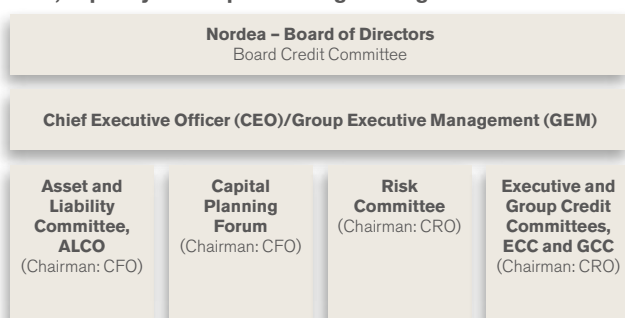 Nordea – Board of Directors
Board Credit Committee
Chief Executive Officer (CEO)/Group Executive Management (GEM)
Asset and
Liability
Committee,
ALCO
(Chairman: CFO)
Capital
Planning
Forum
(Chairman: CFO)
Risk
Committee
(Chairman: CRO)
Executive and
Group Credit
Committees,
ECC and GCC
(Chairman: CRO)